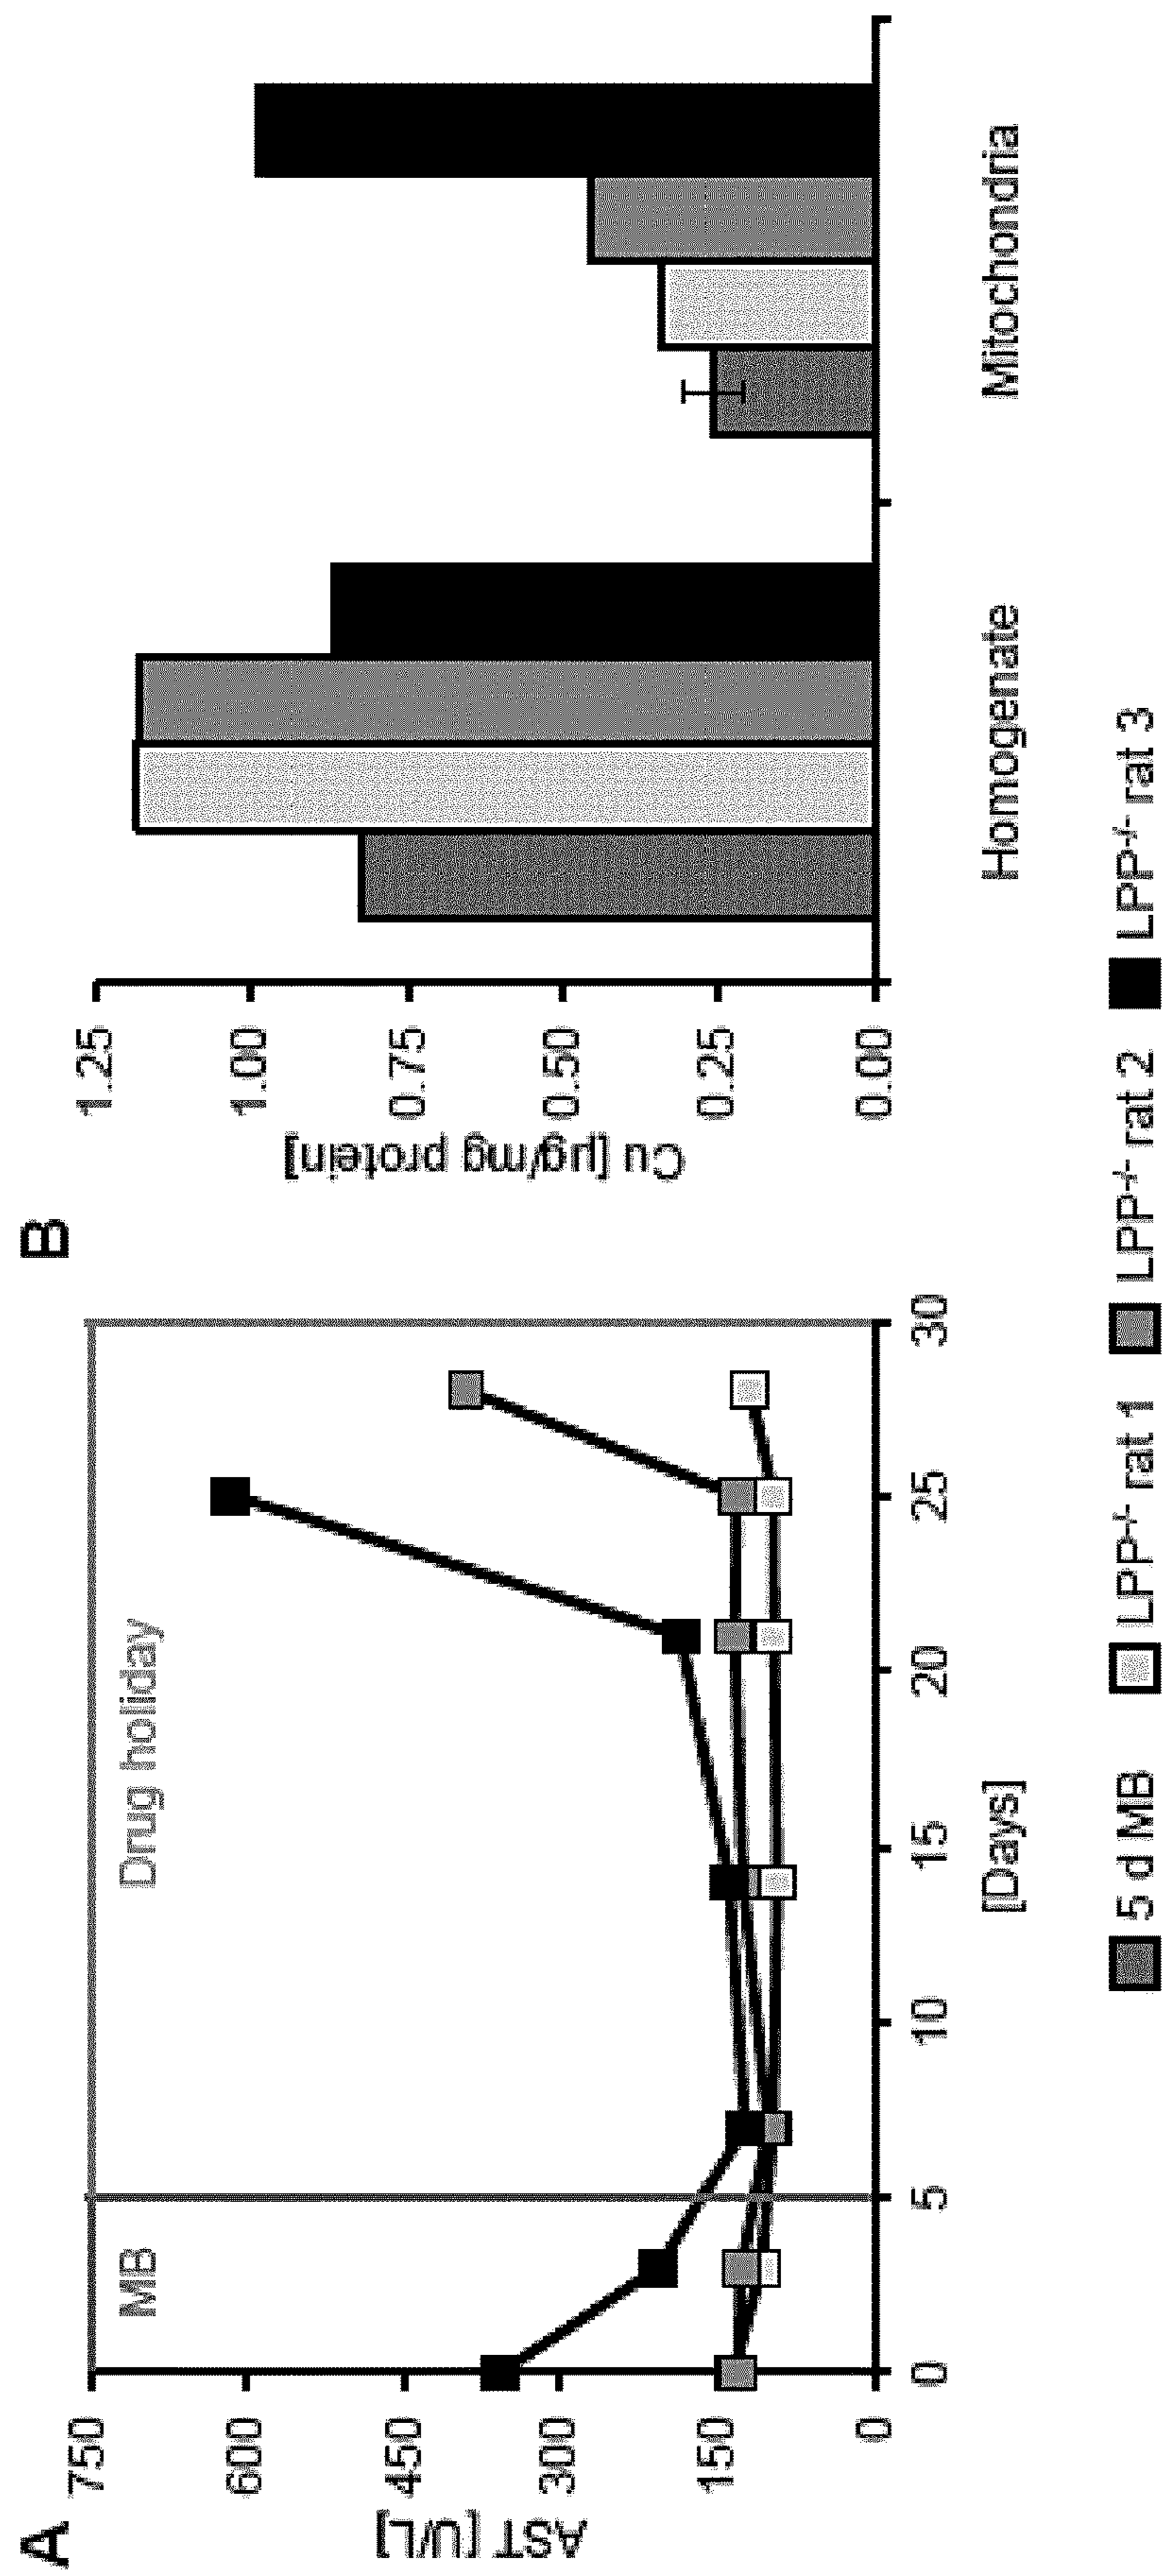 A
AST [U/L]
750
600
450
300
150
0
MB
Drug holiday
0 5 10 15 20 25 30
[Days]
B
Cu [µg/mg protein]
1.25
1.00
0.75
0.50
0.25
0.00
Homogenate Mitochondria
5 d MB LPP-/- rat 1 LPP-/- rat 2 LPP-/- rat 3